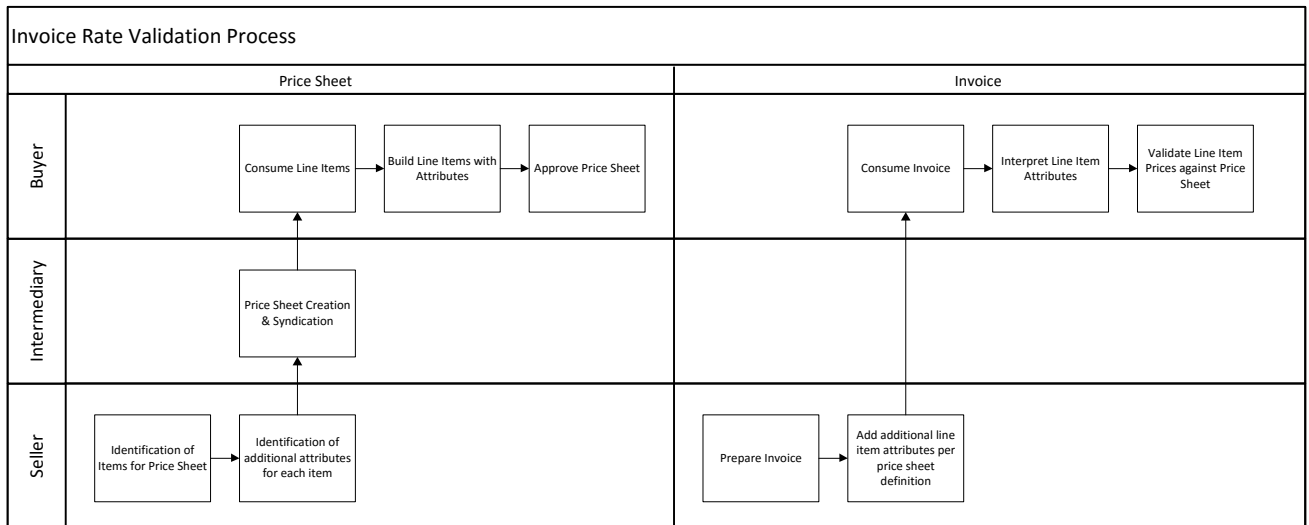 Invoice Rate Validation Process
Price Sheet
Invoice
Buyer
Consume Line Items
Build Line Items with
Attributes
Approve Price Sheet
Consume Invoice
Interpret Line Item
Attributes
Validate Line Item
Prices against Price
Sheet
Intermediary
Price Sheet Creation
& Syndication
Seller
Identification of
Items for Price Sheet
Identification of
additional attributes
for each item
Prepare Invoice
Add additional line
item attributes per
price sheet
definition